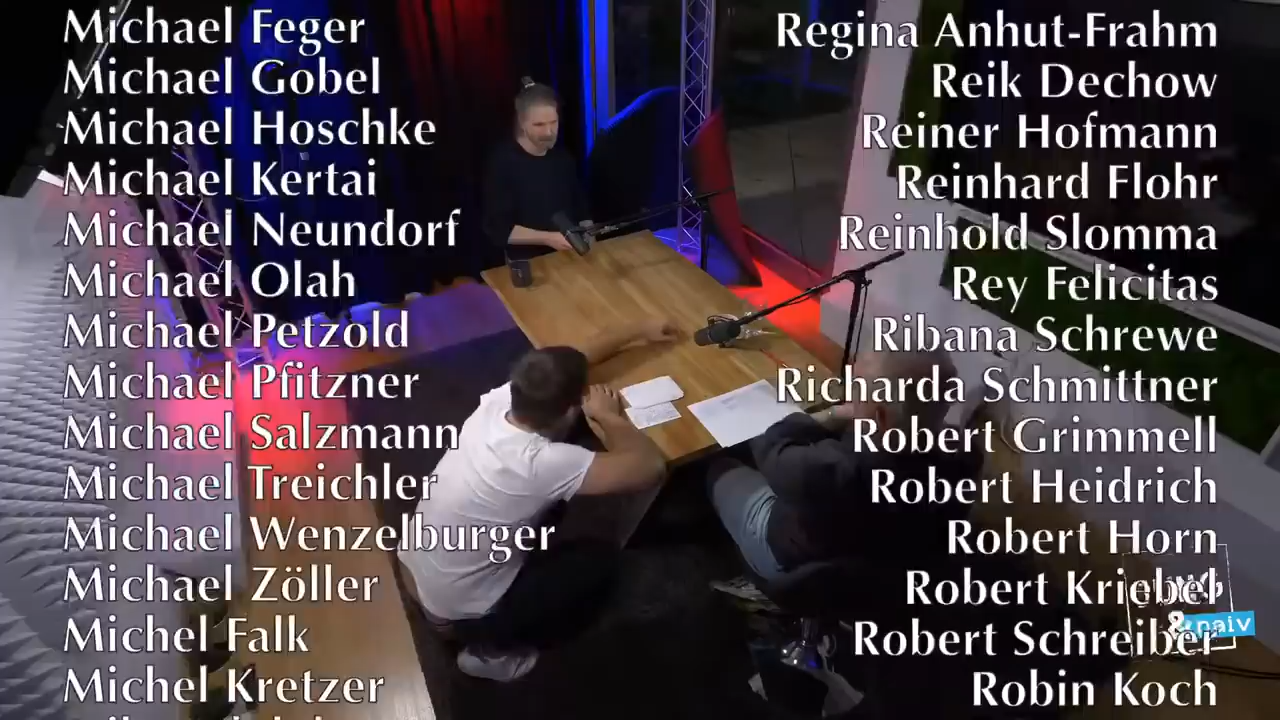 Michael Feger
Michael Gobel
Michael Hoschke
Michael Kertai
Michael Neundorf
Michael Olah
Michael Petzold
Michael Pfitzner
Michael Salzmann
Michael Treichler
Michael Wenzelburger
Michael Zöller
Michel Falk
Michel Kretzer
Regina Anhut-Frahm
Reik Dechow
Reiner Hofmann
Reinhard Flohr
Reinhold Slomma
Rey Felicitas
Ribana Schrewe
Richarda Schmittner
Robert Grimmell
Robert Heidrich
Robert Horn
Robert Kriebel
Robert Schreiber
Robin Koch
& naiv